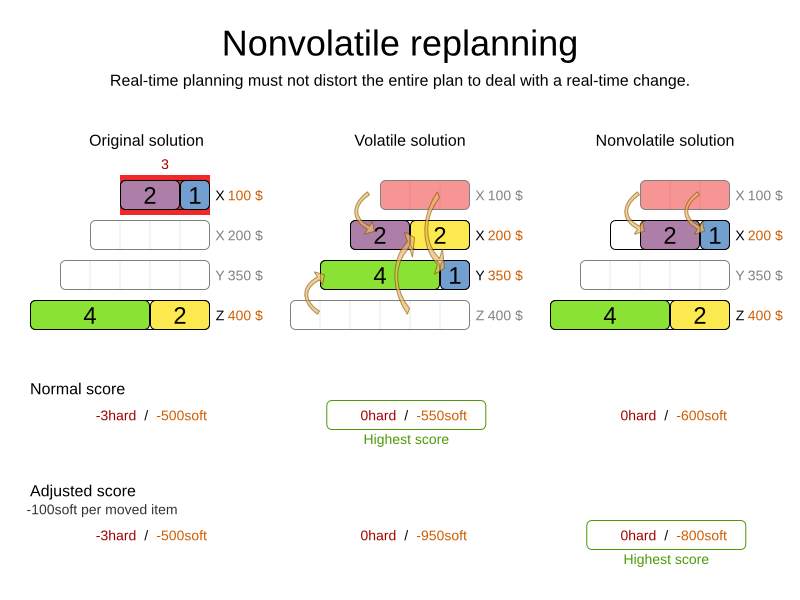 Nonvolatile replanning
Real-time planning must not distort the entire plan to deal with a real-time change.
Original solution
3
2 1 X 100 $
X 200 $
Y 350 $
4 2 Z 400 $
Volatile solution
X 100 $
2 2 X 200 $
4 1 Y 350 $
Z 400 $
Nonvolatile solution
X 100 $
2 1 X 200 $
Y 350 $
4 2 Z 400 $
Normal score
-3hard / -500soft
0hard / -550soft
Highest score
0hard / -600soft
Adjusted score
-100soft per moved item
-3hard / -500soft
0hard / -950soft
0hard / -800soft
Highest score